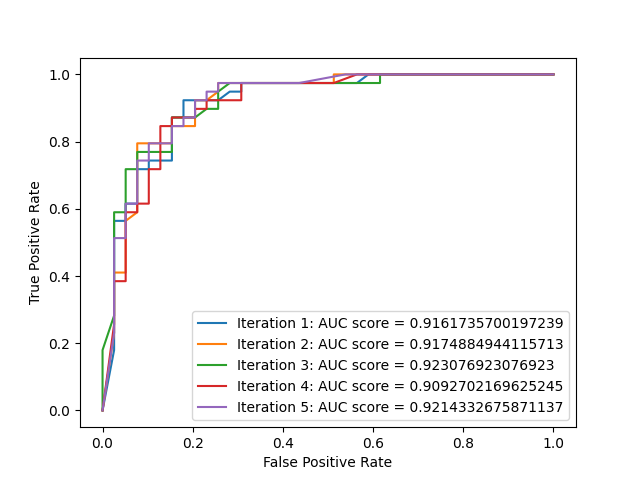 1.0
0.8
0.6
0.4
0.2
0.0
True Positive Rate
Iteration 1: AUC score = 0.9161735700197239
Iteration 2: AUC score = 0.9174884944115713
Iteration 3: AUC score = 0.923076923076923
Iteration 4: AUC score = 0.9092702169625245
Iteration 5: AUC score = 0.9214332675871137
0.0 0.2 0.4 0.6 0.8 1.0
False Positive Rate